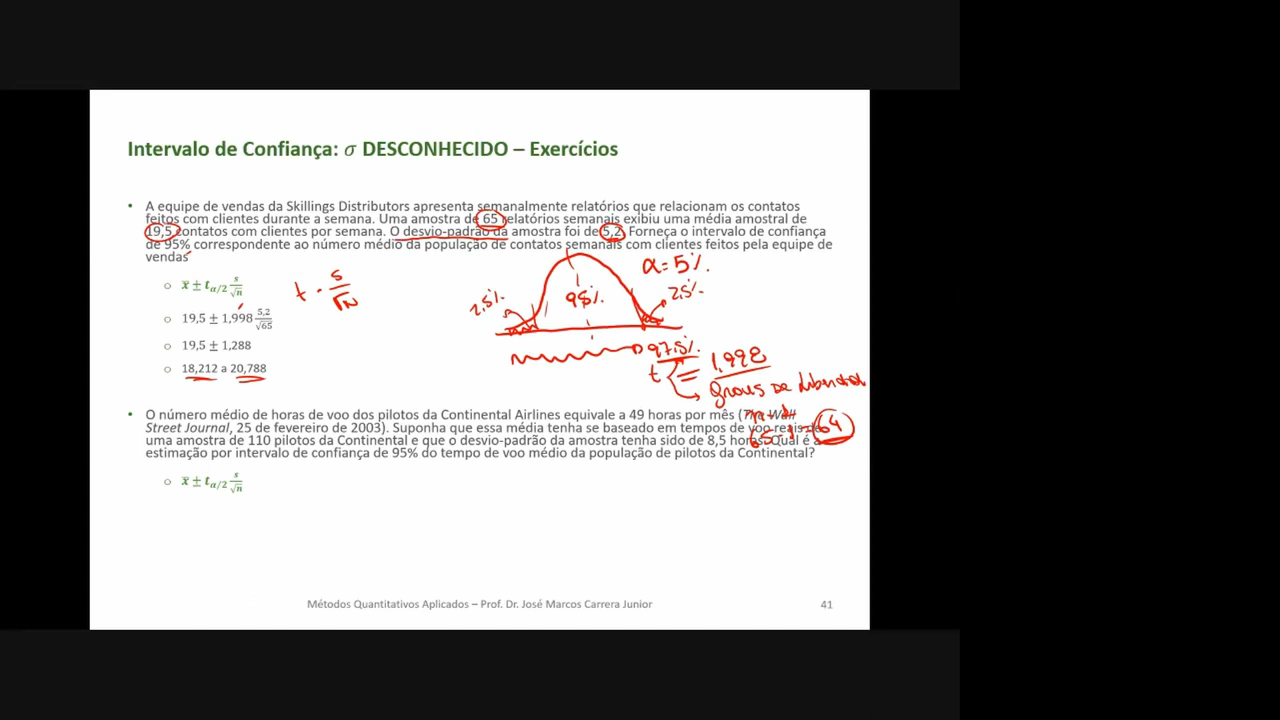 Intervalo de Confiança: σ DESCONHECIDO – Exercícios
• A equipe de vendas da Skillings Distributors apresenta semanalmente relatórios que relacionam os contatos
feitos com clientes durante a semana. Uma amostra de 65 relatórios semanais exibiu uma média amostral de
19,5 contatos com clientes por semana. O desvio-padrão da amostra foi de 5,2. Forneça o intervalo de confiança
de 95% correspondente ao número médio da população de contatos semanais com clientes feitos pela equipe de
vendas
α = 5%.
2,5%.
95%.
2,5%.
x̅ ± tα/2 s/√n
t · s/√n
19,5 ± 1,998 5,2/√65
19,5 ± 1,288
97,5%.
t = 1,998
18,212 a 20,788
Graus de liberdade
n - 1
65 - 1 = 64
• O número médio de horas de voo dos pilotos da Continental Airlines equivale a 49 horas por mês (The Wall
Street Journal, 25 de fevereiro de 2003). Suponha que essa média tenha se baseado em tempos de voo reais de
uma amostra de 110 pilotos da Continental e que o desvio-padrão da amostra tenha sido de 8,5 horas. Qual é a
estimação por intervalo de confiança de 95% do tempo de voo médio da população de pilotos da Continental?
x̅ ± tα/2 s/√n
Métodos Quantitativos Aplicados – Prof. Dr. José Marcos Carrera Junior
41